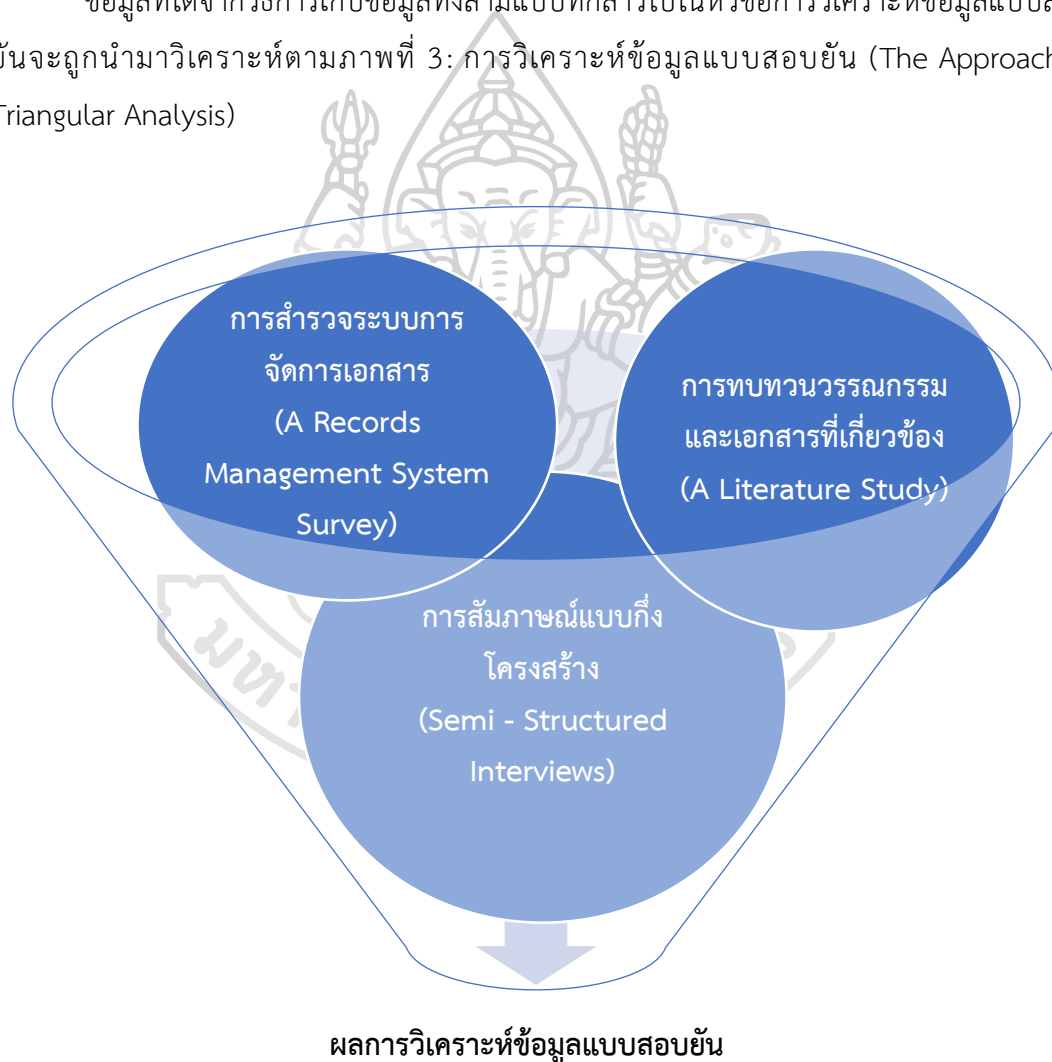 ข้อมูลที่ได้จากวิธีการเก็บข้อมูลทั้งสามแบบที่กล่าวไปในหัวข้อการวิเคราะห์ข้อมูลแบบส
ยันจะถูกนำมาวิเคราะห์ตามภาพที่ 3: การวิเคราะห์ข้อมูลแบบสอบยัน (The Approach
Triangular Analysis)
การสำรวจระบบการ
จัดการเอกสาร
(A Records
Management System
Survey)
การทบทวนวรรณกรรม
และเอกสารที่เกี่ยวข้อง
(A Literature Study)
การสัมภาษณ์แบบกึ่ง
โครงสร้าง
(Semi - Structured
Interviews)
ผลการวิเคราะห์ข้อมูลแบบสอบยัน